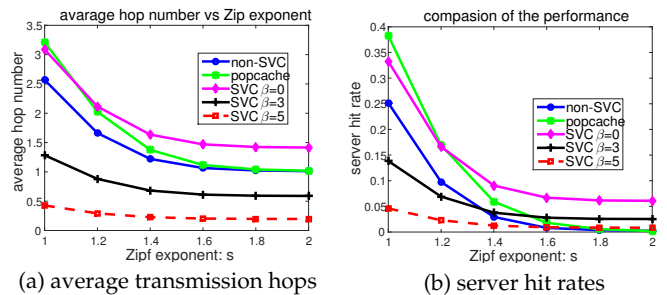 avarage hop number vs Zip exponent
3.5
3
2.5
2
1.5
1
0.5
0
average hop number
non-SVC
popcache
SVC β=0
SVC β=3
SVC β=5
1 1.2 1.4 1.6 1.8 2
Zipf exponent: s
(a) average transmission hops
compasion of the performance
0.4
0.35
0.3
0.25
0.2
0.15
0.1
0.05
0
server hit rate
non-SVC
popcache
SVC β=0
SVC β=3
SVC β=5
1 1.2 1.4 1.6 1.8 2
Zipf exponent: s
(b) server hit rates